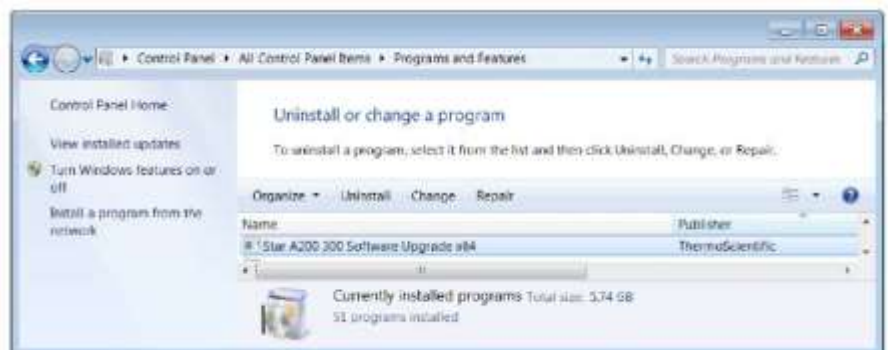 Control Panel ▸ All Control Panel Items ▸ Programs and Features
Search Programs and Features
Control Panel Home
View installed updates
Turn Windows features on or
off
Install a program from the
network
Uninstall or change a program
To uninstall a program, select it from the list and then click Uninstall, Change, or Repair.
Organize Uninstall Change Repair
Name Publisher
Star A200 300 Software Upgrade x64 ThermoScientific
Currently installed programs Total size: 5.74 GB
51 programs installed